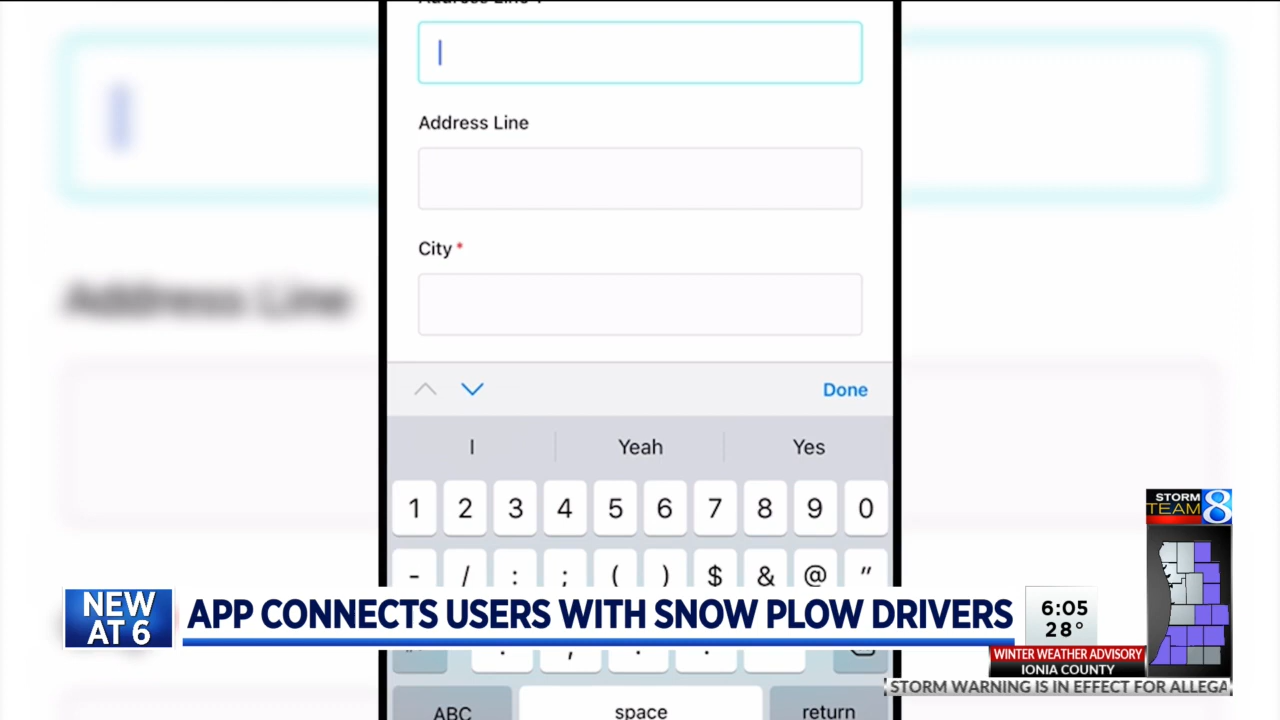 Address Line
City *
Done
I
Yeah
Yes
1 2 3 4 5 6 7 8 9 0
- / : ; ( ) $ & @ "
ABC
space
return
Address Line
NEW
AT 6
APP CONNECTS USERS WITH SNOW PLOW DRIVERS
6:05
28°
STORM
TEAM 8
WINTER WEATHER ADVISORY
IONIA COUNTY
STORM WARNING IS IN EFFECT FOR ALLEGA